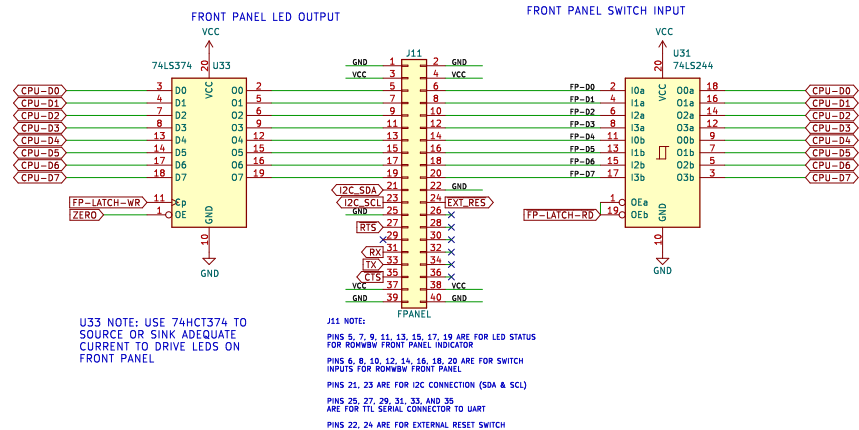 FRONT PANEL LED OUTPUT
FRONT PANEL SWITCH INPUT
VCC
VCC
74LS374 U33
J11
U31
74LS244
20
VCC
GND 1 2 GND
VCC 3 4 VCC
20
VCC
CPU-D0 3 D0 O0 2 5 6 FP-D0 2 I0a O0a 18 CPU-D0
CPU-D1 4 D1 O1 5 7 8 FP-D1 4 I1a O1a 16 CPU-D1
CPU-D2 7 D2 O2 6 9 10 FP-D2 6 I2a O2a 14 CPU-D2
CPU-D3 8 D3 O3 9 11 12 FP-D3 8 I3a O3a 12 CPU-D3
CPU-D4 13 D4 O4 12 13 14 FP-D4 11 I0b O0b 9 CPU-D4
CPU-D5 14 D5 O5 15 15 16 FP-D5 13 I1b O1b 7 CPU-D5
CPU-D6 17 D6 O6 16 17 18 FP-D6 15 I2b O2b 5 CPU-D6
CPU-D7 18 D7 O7 19 19 20 FP-D7 17 I3b O3b 3 CPU-D7
I2C_SDA 21 22 GND
FP-LATCH-WR 11 Cp I2C_SCL 23 24 EXT_RES 1 OEa
ZERO 1 OE GND 25 26 FP-LATCH-RD 19 OEb
GND
10
GND
RTS 27 28
29 30
RX 31 32
TX 33 34
CTS 35 36
VCC 37 38 VCC
GND 39 40 GND
FPANEL
GND
10
GND
U33 NOTE: USE 74HCT374 TO
SOURCE OR SINK ADEQUATE
CURRENT TO DRIVE LEDS ON
FRONT PANEL
J11 NOTE:
PINS 5, 7, 9, 11, 13, 15, 17, 19 ARE FOR LED STATUS
FOR ROMWBW FRONT PANEL INDICATOR
PINS 6, 8, 10, 12, 14, 16, 18, 20 ARE FOR SWITCH
INPUTS FOR ROMWBW FRONT PANEL
PINS 21, 23 ARE FOR I2C CONNECTION (SDA & SCL)
PINS 25, 27, 29, 31, 33, AND 35
ARE FOR TTL SERIAL CONNECTOR TO UART
PINS 22, 24 ARE FOR EXTERNAL RESET SWITCH